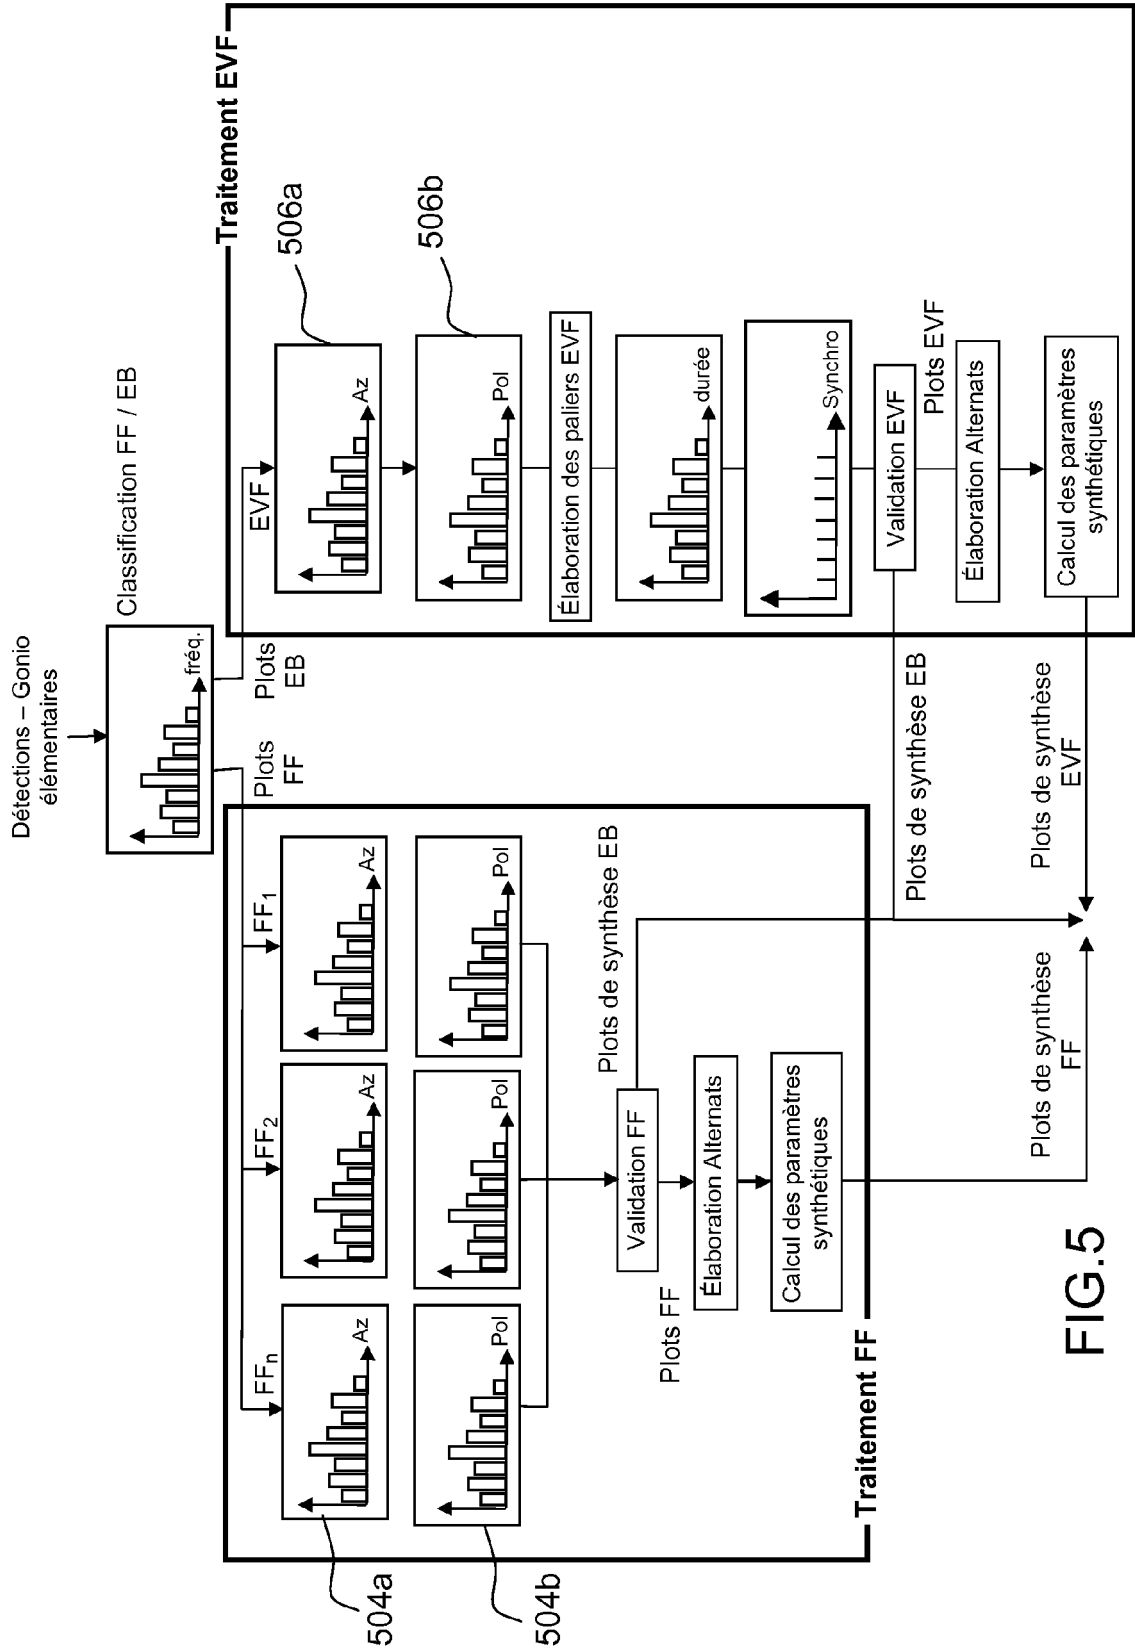 Détections – Gonio
élémentaires
fréq.
Classification FF / EB
Plots
FF
Plots
EB
FFn
FF2
FF1
Az
Az
Az
504a
Pol
Pol
Pol
504b
Validation FF
Plots de synthèse EB
Plots FF
Élaboration Alternats
Calcul des paramètres
synthétiques
Traitement FF
Traitement EVF
EVF
Az
506a
Pol
506b
Élaboration des paliers EVF
durée
Synchro
Validation EVF
Plots EVF
Plots de synthèse EB
Élaboration Alternats
Calcul des paramètres
synthétiques
Plots de synthèse
FF
Plots de synthèse
EVF
FIG.5